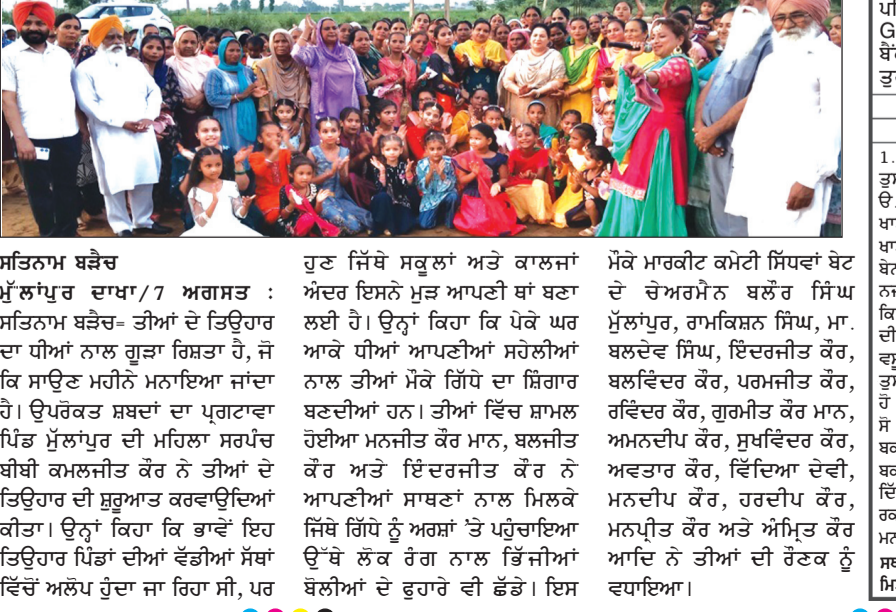 ਸਤਿਨਾਮ ਬੜੈਚ
ਮੁੱਲਾਂਪੁਰ ਦਾਖਾ/7 ਅਗਸਤ :
ਸਤਿਨਾਮ ਬੜੈਚ= ਤੀਆਂ ਦੇ ਤਿਉਹਾਰ
ਦਾ ਧੀਆਂ ਨਾਲ ਗੂੜਾ ਰਿਸ਼ਤਾ ਹੈ, ਜੋ
ਕਿ ਸਾਉਣ ਮਹੀਨੇ ਮਨਾਇਆ ਜਾਂਦਾ
ਹੈ। ਉਪਰੋਕਤ ਸ਼ਬਦਾਂ ਦਾ ਪ੍ਰਗਟਾਵਾ
ਪਿੰਡ ਮੁੱਲਾਂਪੁਰ ਦੀ ਮਹਿਲਾ ਸਰਪੰਚ
ਬੀਬੀ ਕਮਲਜੀਤ ਕੌਰ ਨੇ ਤੀਆਂ ਦੇ
ਤਿਉਹਾਰ ਦੀ ਸ਼ੁਰੂਆਤ ਕਰਵਾਉਦਿਆਂ
ਕੀਤਾ। ਉਨ੍ਹਾਂ ਕਿਹਾ ਕਿ ਭਾਵੇਂ ਇਹ
ਤਿਉਹਾਰ ਪਿੰਡਾਂ ਦੀਆਂ ਵੱਡੀਆਂ ਸੱਥਾਂ
ਵਿੱਚੋਂ ਅਲੋਪ ਹੁੰਦਾ ਜਾ ਰਿਹਾ ਸੀ, ਪਰ
ਹੁਣ ਜਿੱਥੇ ਸਕੂਲਾਂ ਅਤੇ ਕਾਲਜਾਂ
ਅੰਦਰ ਇਸਨੇ ਮੁੜ ਆਪਣੀ ਥਾਂ ਬਣਾ
ਲਈ ਹੈ। ਉਨ੍ਹਾਂ ਕਿਹਾ ਕਿ ਪੇਕੇ ਘਰ
ਆਕੇ ਧੀਆਂ ਆਪਣੀਆਂ ਸਹੇਲੀਆਂ
ਨਾਲ ਤੀਆਂ ਮੌਕੇ ਗਿੱਧੇ ਦਾ ਸ਼ਿੰਗਾਰ
ਬਣਦੀਆਂ ਹਨ। ਤੀਆਂ ਵਿੱਚ ਸ਼ਾਮਲ
ਹੋਈਆ ਮਨਜੀਤ ਕੌਰ ਮਾਨ, ਬਲਜੀਤ
ਕੌਰ ਅਤੇ ਇੰਦਰਜੀਤ ਕੌਰ ਨੇ
ਆਪਣੀਆਂ ਸਾਥਣਾਂ ਨਾਲ ਮਿਲਕੇ
ਜਿੱਥੇ ਗਿੱਧੇ ਨੂੰ ਅਰਸ਼ਾਂ 'ਤੇ ਪਹੁੰਚਾਇਆ
ਉੱਥੇ ਲੋਕ ਰੰਗ ਨਾਲ ਭਿੱਜੀਆਂ
ਬੋਲੀਆਂ ਦੇ ਫੁਹਾਰੇ ਵੀ ਛੱਡੇ। ਇਸ
ਮੌਕੇ ਮਾਰਕੀਟ ਕਮੇਟੀ ਸਿੱਧਵਾਂ ਬੇਟ
ਦੇ ਚੇਅਰਮੈਨ ਬਲੌਰ ਸਿੰਘ
ਮੁੱਲਾਂਪੁਰ, ਰਾਮਕਿਸ਼ਨ ਸਿੰਘ, ਮਾ.
ਬਲਦੇਵ ਸਿੰਘ, ਇੰਦਰਜੀਤ ਕੌਰ,
ਬਲਵਿੰਦਰ ਕੌਰ, ਪਰਮਜੀਤ ਕੌਰ,
ਰਵਿੰਦਰ ਕੌਰ, ਗੁਰਮੀਤ ਕੌਰ ਮਾਨ,
ਅਮਨਦੀਪ ਕੌਰ, ਸੁਖਵਿੰਦਰ ਕੌਰ,
ਅਵਤਾਰ ਕੌਰ, ਵਿੱਦਿਆ ਦੇਵੀ,
ਮਨਦੀਪ ਕੌਰ, ਹਰਦੀਪ ਕੌਰ,
ਮਨਪ੍ਰੀਤ ਕੌਰ ਅਤੇ ਅੰਮ੍ਰਿਤ ਕੌਰ
ਆਦਿ ਨੇ ਤੀਆਂ ਦੀ ਰੌਣਕ ਨੂੰ
ਵਧਾਇਆ।